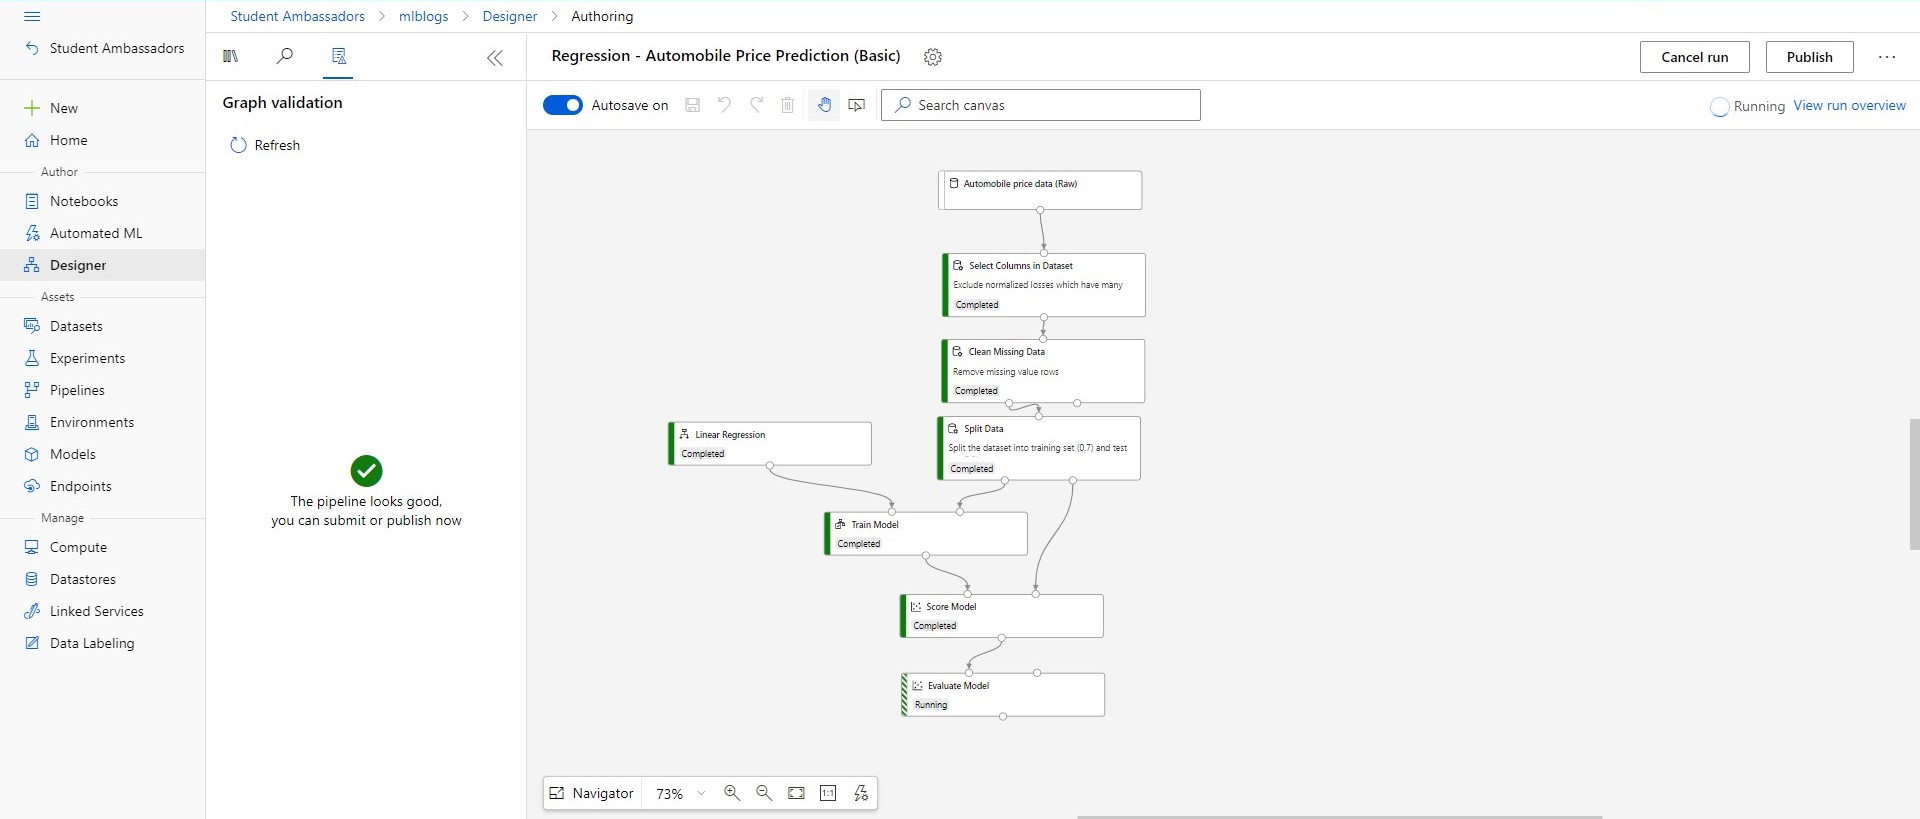 Student Ambassadors > mlblogs > Designer > Authoring
Student Ambassadors
New
Home
Author
Notebooks
Automated ML
Designer
Assets
Datasets
Experiments
Pipelines
Environments
Models
Endpoints
Manage
Compute
Datastores
Linked Services
Data Labeling
Graph validation
Refresh
The pipeline looks good,
you can submit or publish now
Regression - Automobile Price Prediction (Basic)
Cancel run
Publish
Autosave on
Search canvas
Running
View run overview
Automobile price data (Raw)
Select Columns in Dataset
Exclude normalized losses which have many
Completed
Clean Missing Data
Remove missing value rows
Completed
Split Data
Split the dataset into training set (0.7) and test
Completed
Linear Regression
Completed
Train Model
Completed
Score Model
Completed
Evaluate Model
Running
Navigator
73%
1:1